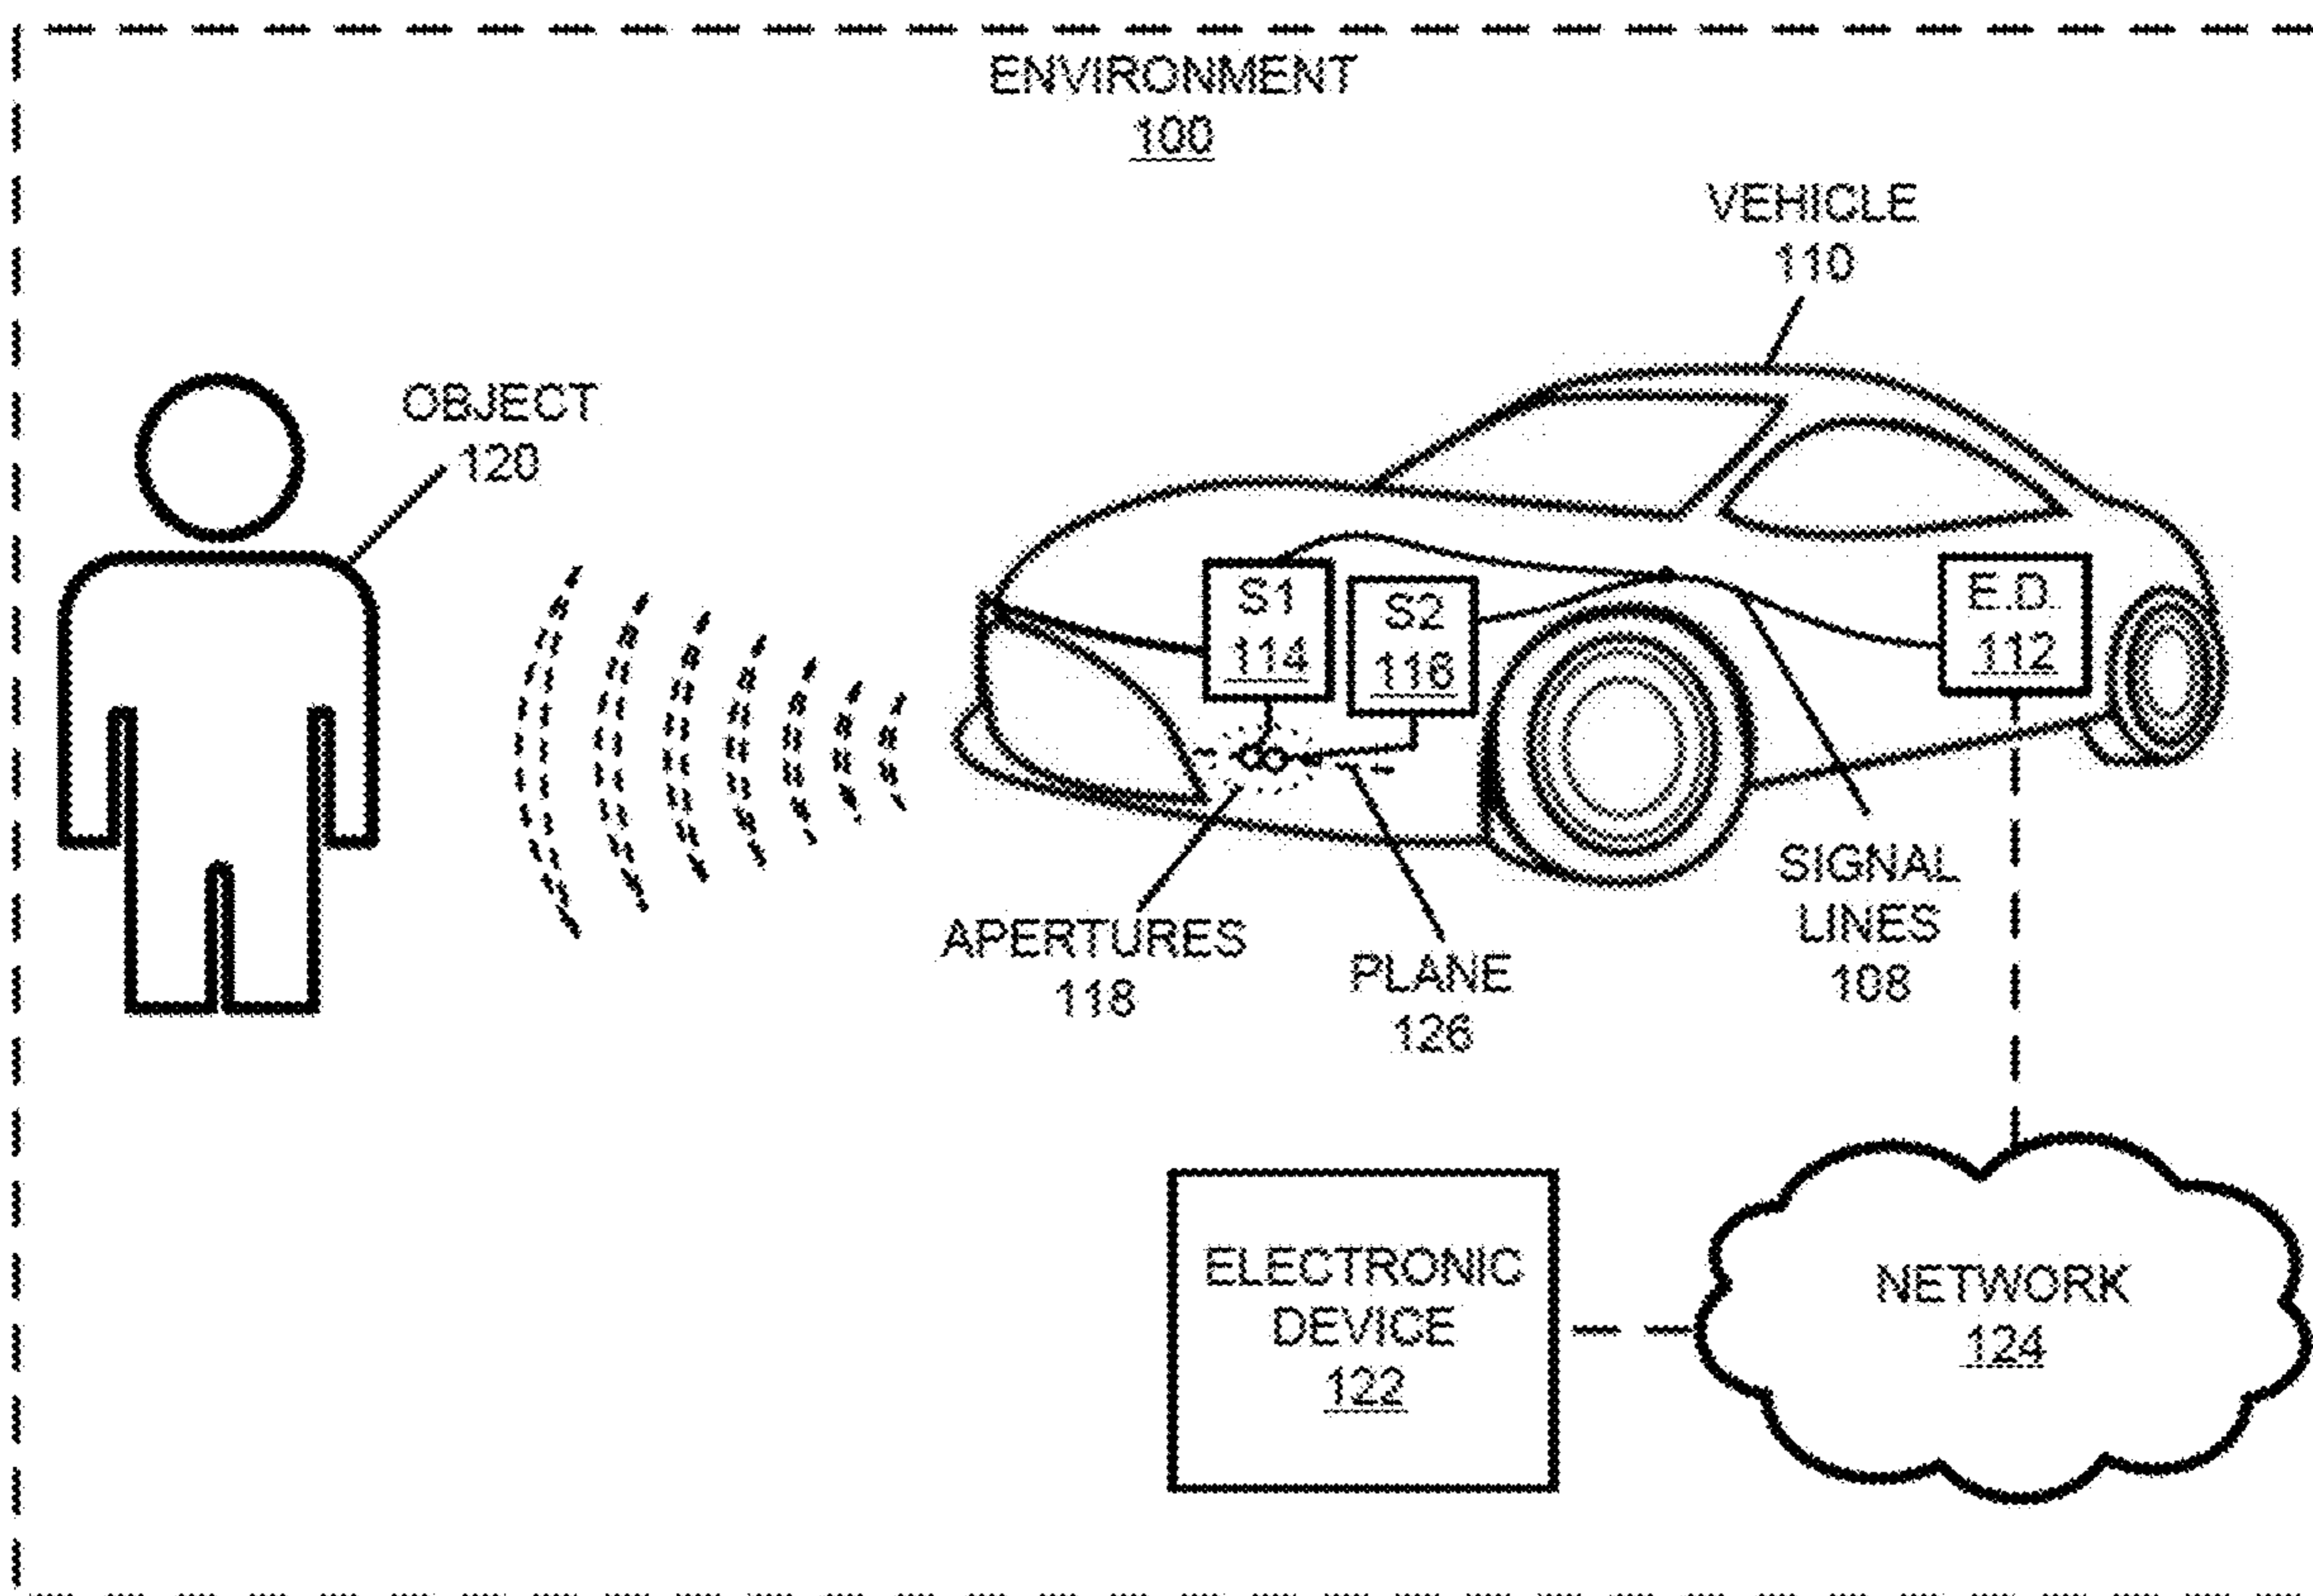 ENVIRONMENT
100
VEHICLE
110
OBJECT
120
S1
114
S2
116
E.D.
112
APERTURES
118
PLANE
126
SIGNAL
LINES
108
ELECTRONIC
DEVICE
122
NETWORK
124